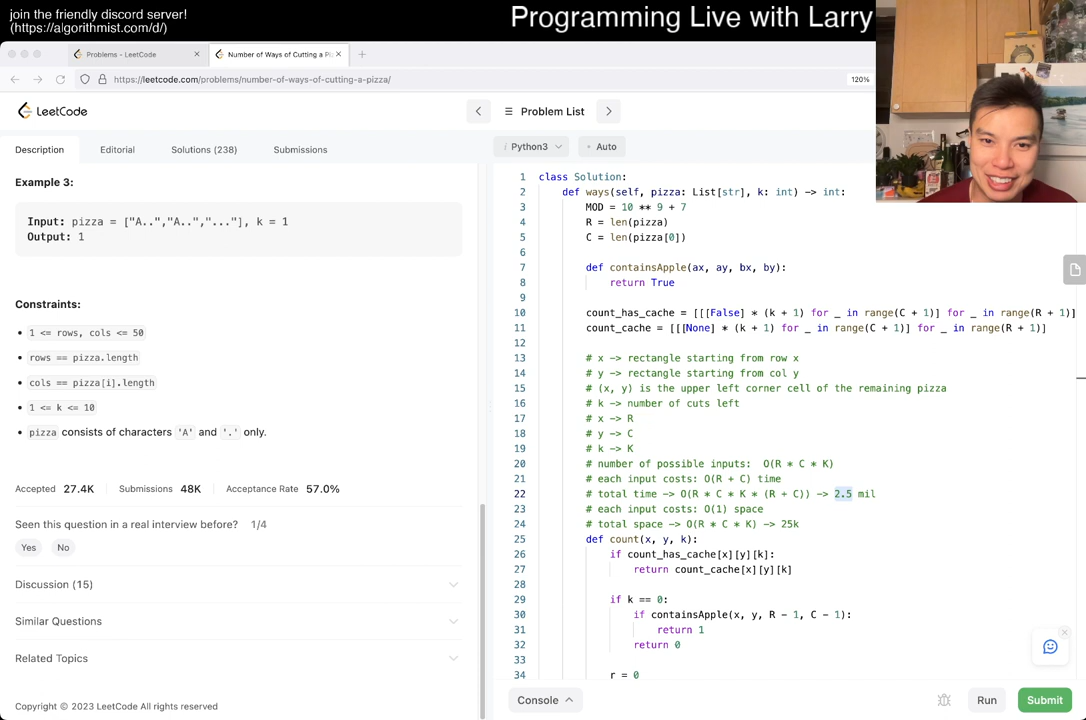 join the friendly discord server!
(https://algorithmist.com/d/)
Programming Live with Larry
Problems - LeetCode
Number of Ways of Cutting a Pi
https://leetcode.com/problems/number-of-ways-of-cutting-a-pizza/
120%
LeetCode
Problem List
Description
Editorial
Solutions (238)
Submissions
i Python3
Auto
Example 3:
Input: pizza = ["A..","A..","..."], k = 1
Output: 1
Constraints:
1 <= rows, cols <= 50
rows == pizza.length
cols == pizza[i].length
1 <= k <= 10
pizza consists of characters 'A' and '.' only.
Accepted 27.4K Submissions 48K Acceptance Rate 57.0%
Seen this question in a real interview before? 1/4
Yes No
Discussion (15)
Similar Questions
Related Topics
Copyright © 2023 LeetCode All rights reserved
1 class Solution:
2 def ways(self, pizza: List[str], k: int) -> int:
3 MOD = 10 ** 9 + 7
4 R = len(pizza)
5 C = len(pizza[0])
6
7 def containsApple(ax, ay, bx, by):
8 return True
9
10 count_has_cache = [[[False] * (k + 1) for _ in range(C + 1)] for _ in range(R + 1)]
11 count_cache = [[[None] * (k + 1) for _ in range(C + 1)] for _ in range(R + 1)]
12
13 # x -> rectangle starting from row x
14 # y -> rectangle starting from col y
15 # (x, y) is the upper left corner cell of the remaining pizza
16 # k -> number of cuts left
17 # x -> R
18 # y -> C
19 # k -> K
20 # number of possible inputs: O(R * C * K)
21 # each input costs: O(R + C) time
22 # total time -> O(R * C * K * (R + C)) -> 2.5 mil
23 # each input costs: O(1) space
24 # total space -> O(R * C * K) -> 25k
25 def count(x, y, k):
26 if count_has_cache[x][y][k]:
27 return count_cache[x][y][k]
28
29 if k == 0:
30 if containsApple(x, y, R - 1, C - 1):
31 return 1
32 return 0
33
34 r = 0
Console
Run
Submit